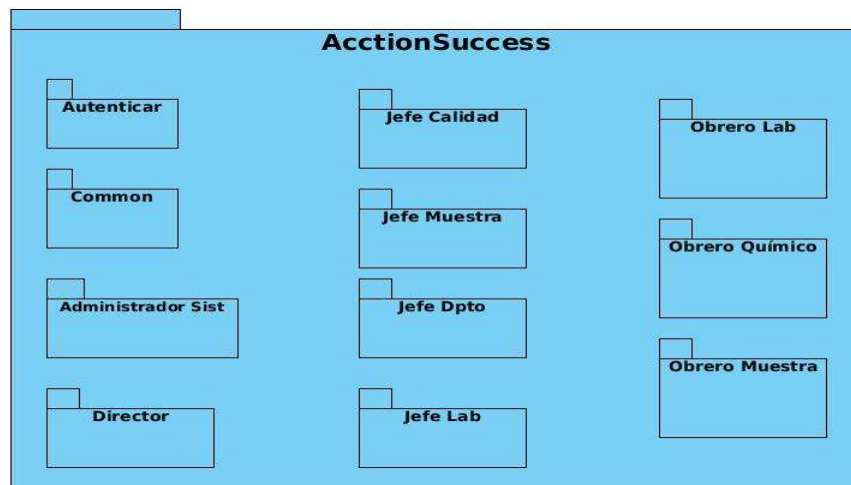 AcctionSuccess
Autenticar
Common
Administrador Sist
Director
Jefe Calidad
Jefe Muestra
Jefe Dpto
Jefe Lab
Obrero Lab
Obrero Químico
Obrero Muestra